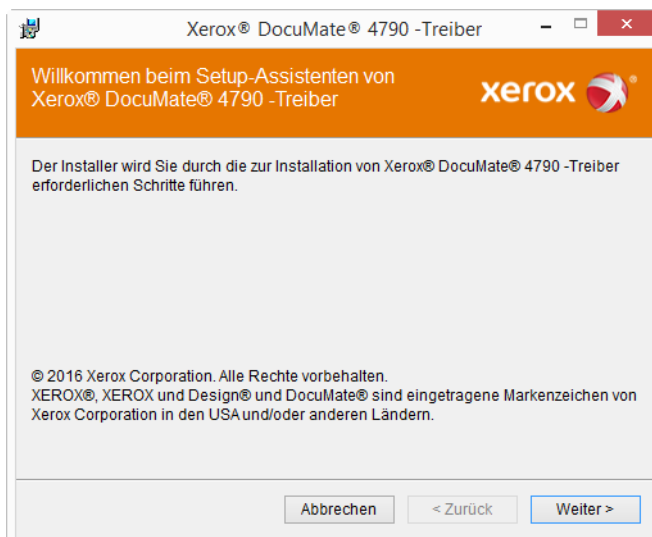 Xerox® DocuMate® 4790 -Treiber
Willkommen beim Setup-Assistenten von
Xerox® DocuMate® 4790 -Treiber
xerox ®
Der Installer wird Sie durch die zur Installation von Xerox® DocuMate® 4790 -Treiber
erforderlichen Schritte führen.
© 2016 Xerox Corporation. Alle Rechte vorbehalten.
XEROX®, XEROX und Design® und DocuMate® sind eingetragene Markenzeichen von
Xerox Corporation in den USA und/oder anderen Ländern.
Abbrechen
< Zurück
Weiter >